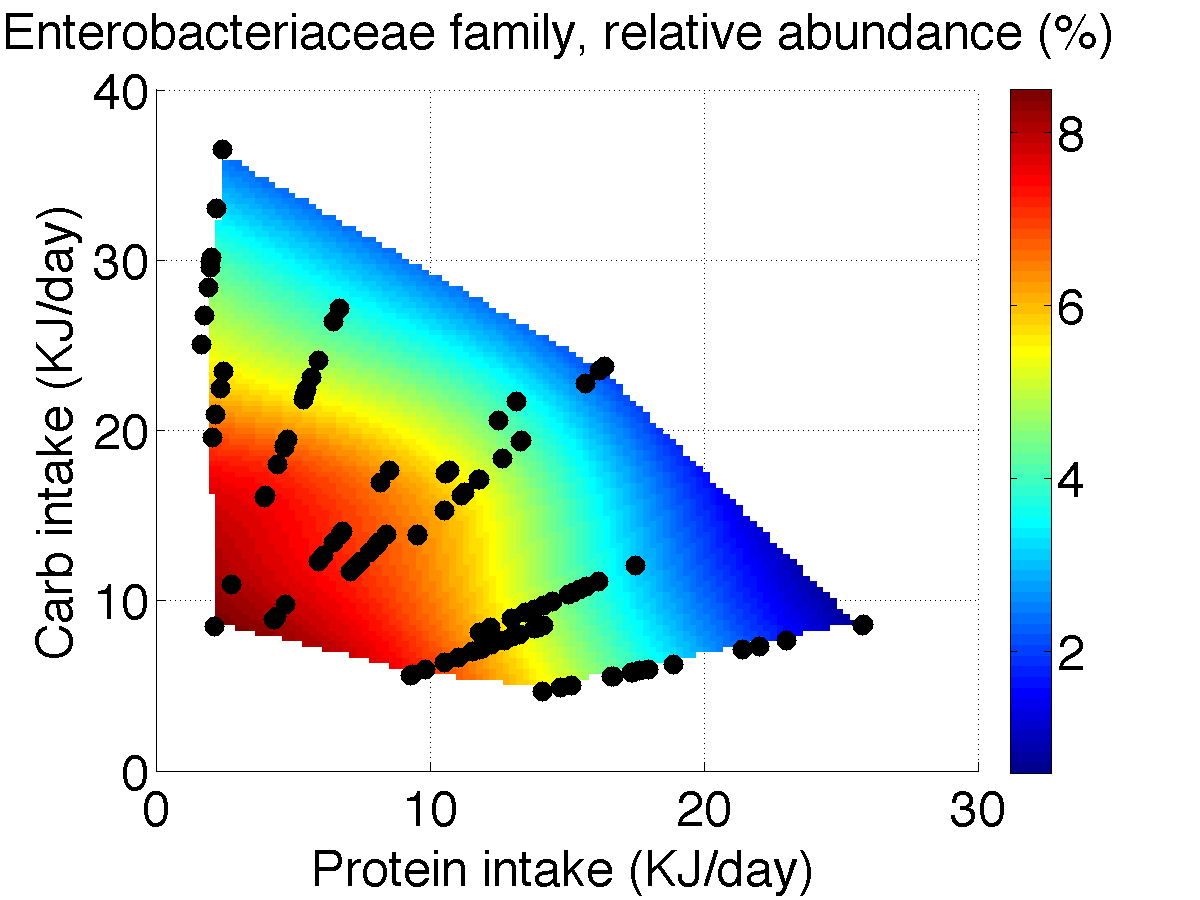 Enterobacteriaceae family, relative abundance (%)
40
30
20
10
0
Carb intake (KJ/day)
0 10 20 30
Protein intake (KJ/day)
8
6
4
2